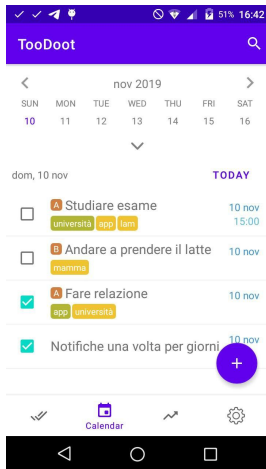 51% 16:42
TooDoot
nov 2019
SUN MON TUE WED THU FRI SAT
10 11 12 13 14 15 16
dom, 10 nov TODAY
A Studiare esame 10 nov
università app lam 15:00
B Andare a prendere il latte 10 nov
mamma
A Fare relazione 10 nov
app università
Notifiche una volta per giorni 10 nov
+
Calendar